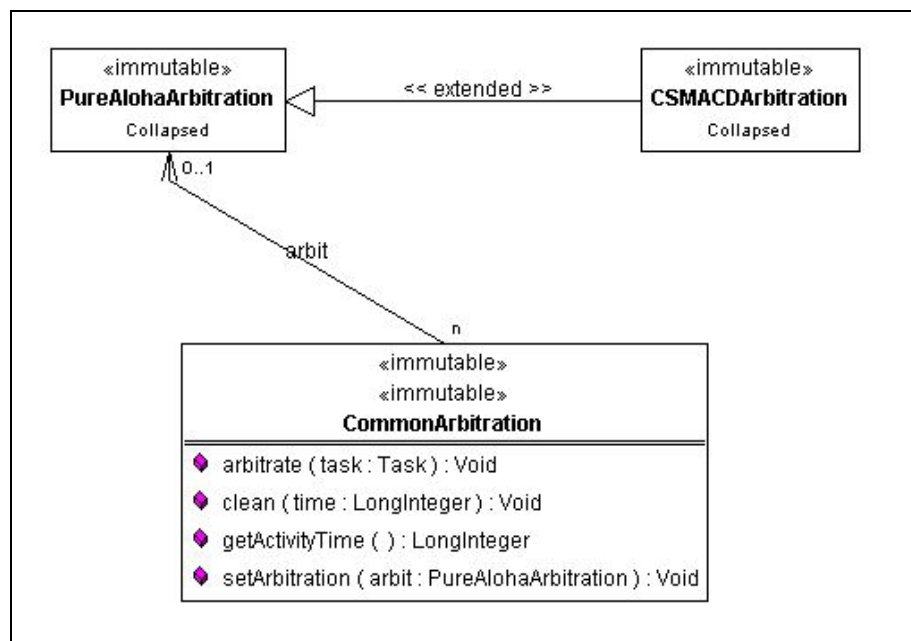 «immutable»
PureAlohaArbitration
Collapsed
<< extended >>
«immutable»
CSMACDArbitration
Collapsed
0..1
arbit
n
«immutable»
«immutable»
CommonArbitration
arbitrate ( task : Task ) : Void
clean ( time : LongInteger ) : Void
getActivityTime ( ) : LongInteger
setArbitration ( arbit : PureAlohaArbitration ) : Void